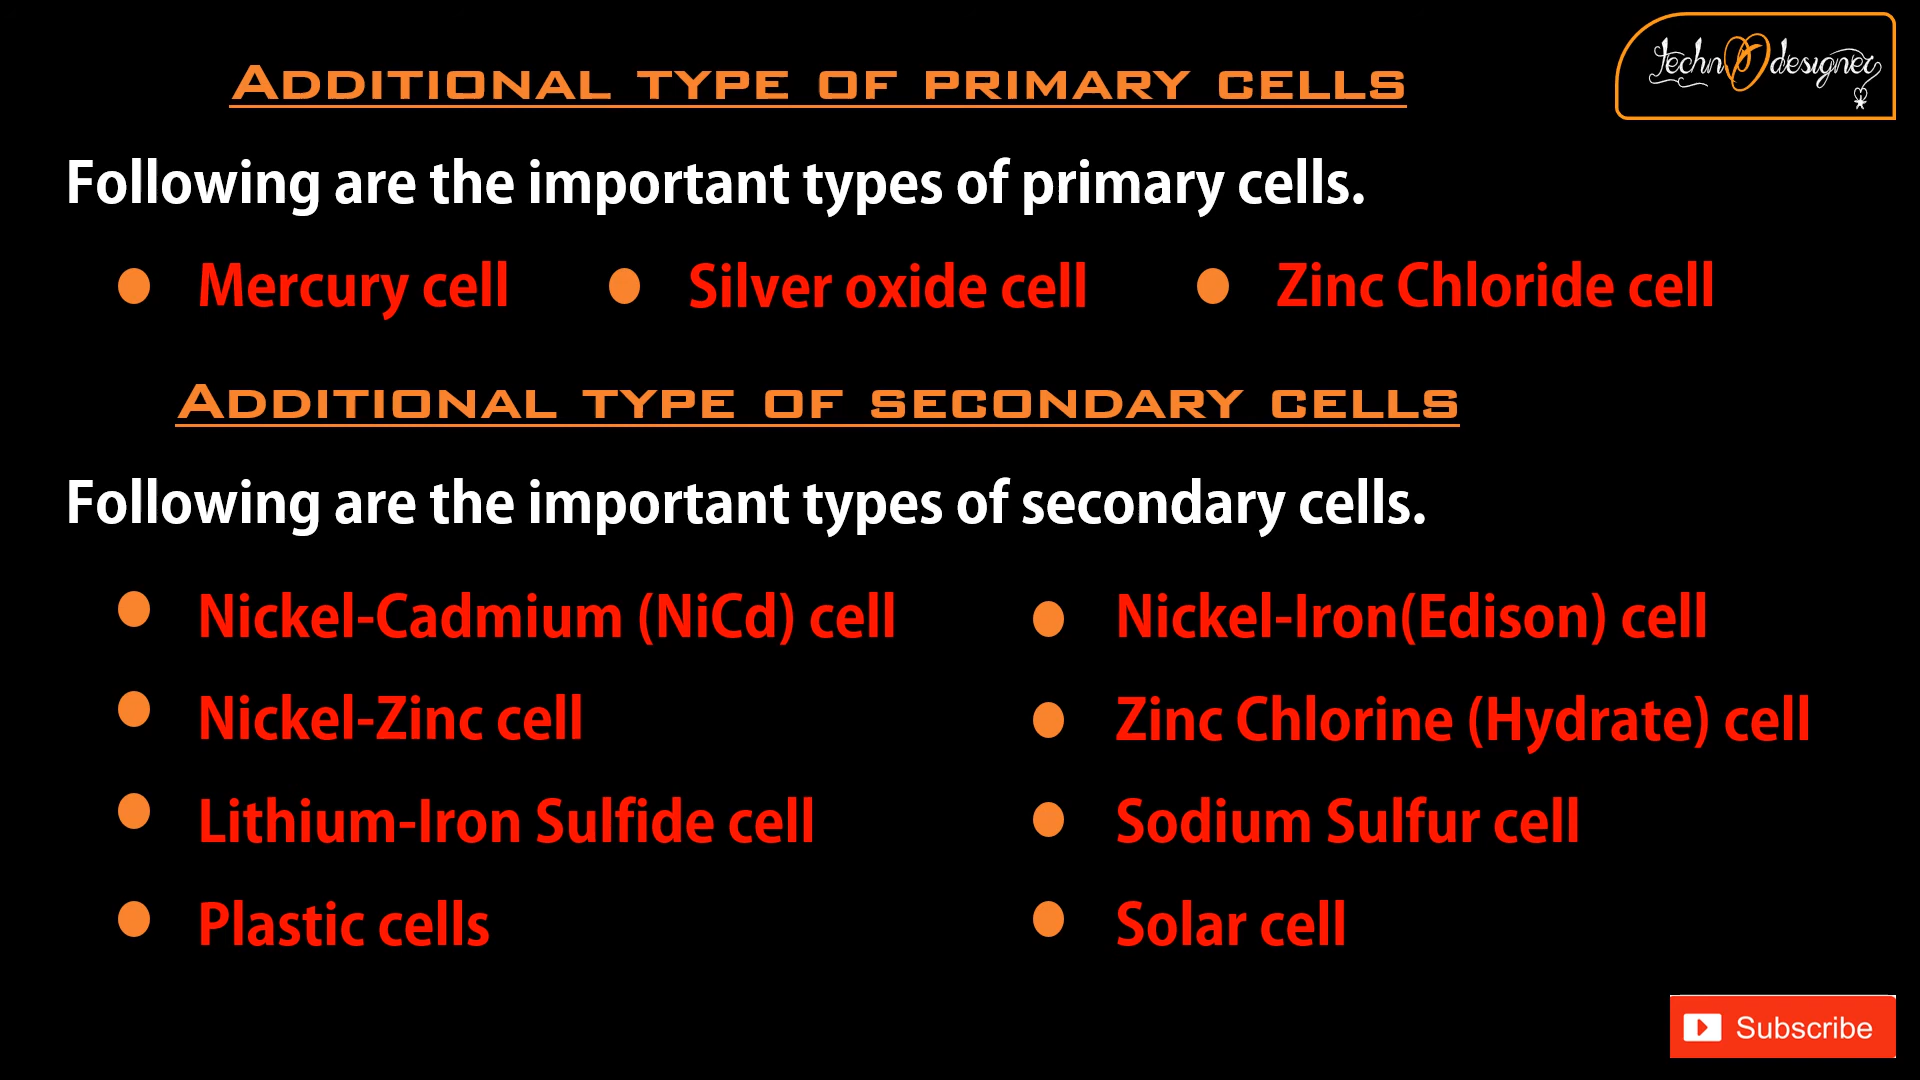 ADDITIONAL TYPE OF PRIMARY CELLS
techno designer
Following are the important types of primary cells.
Mercury cell
Silver oxide cell
Zinc Chloride cell
ADDITIONAL TYPE OF SECONDARY CELLS
Following are the important types of secondary cells.
Nickel-Cadmium (NiCd) cell
Nickel-Iron(Edison) cell
Nickel-Zinc cell
Zinc Chlorine (Hydrate) cell
Lithium-Iron Sulfide cell
Sodium Sulfur cell
Plastic cells
Solar cell
Subscribe